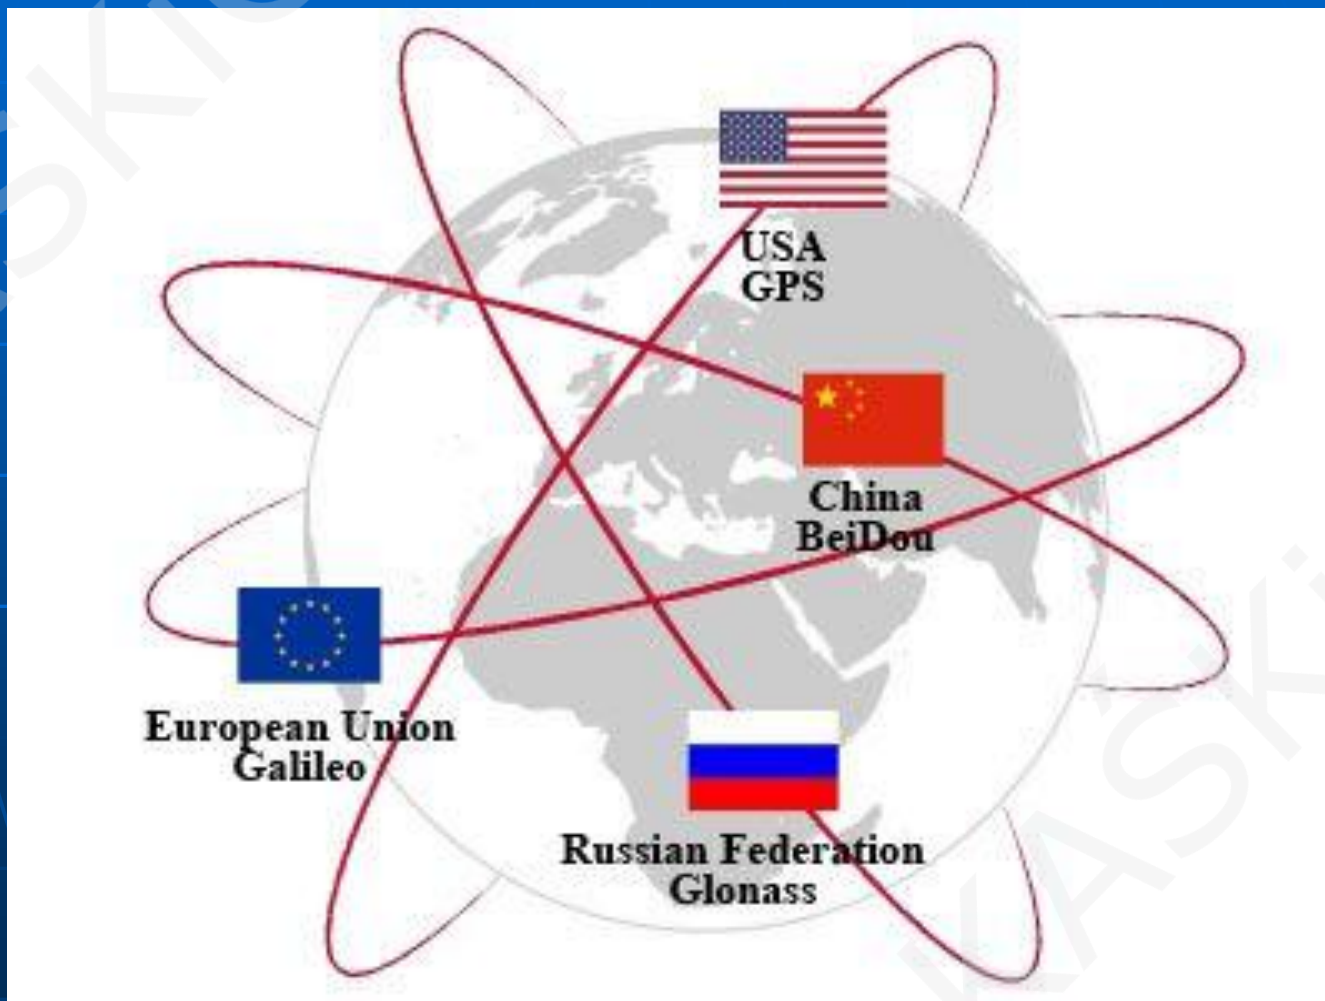 USA
GPS
China
BeiDou
European Union
Galileo
Russian Federation
Glonass